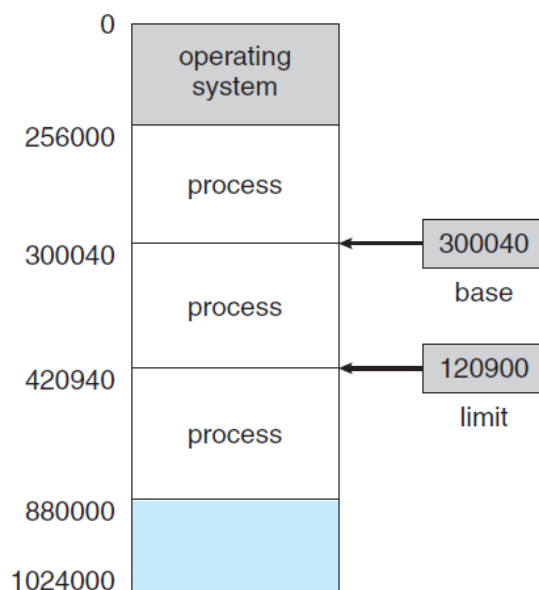 0
operating
system
256000
process
300040
300040
base
process
420940
120900
limit
process
880000
1024000